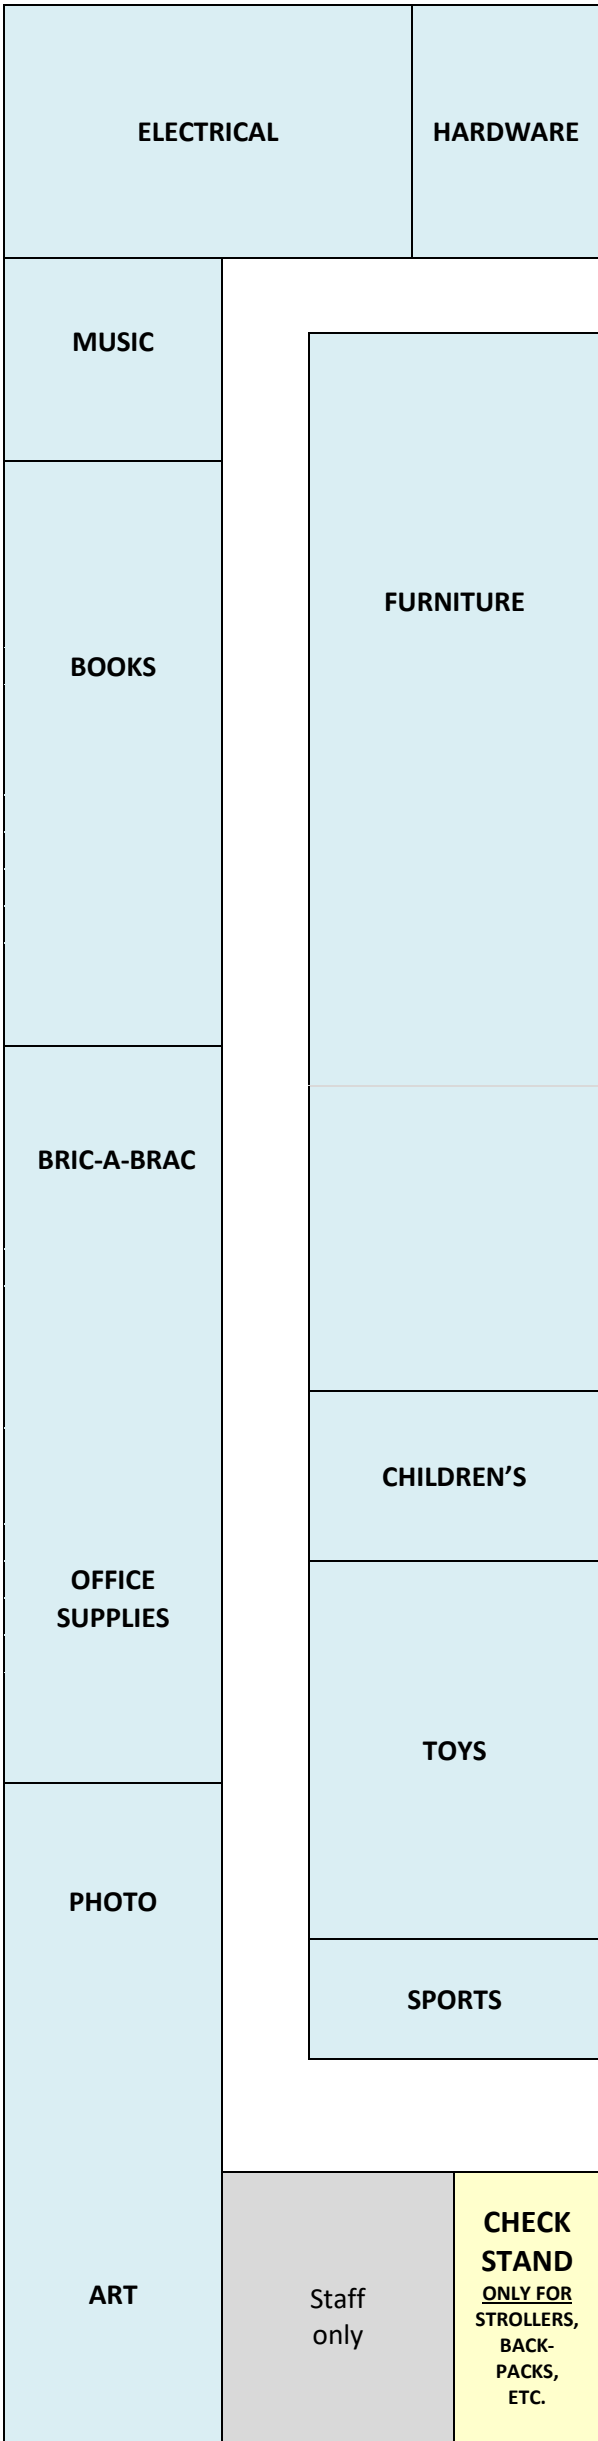 ELECTRICAL
HARDWARE
MUSIC
FURNITURE
BOOKS
BRIC-A-BRAC
CHILDREN’S
OFFICE
SUPPLIES
TOYS
PHOTO
SPORTS
CHECK
STAND
ONLY FOR
STROLLERS,
BACK-
PACKS,
ETC.
ART
Staff
only